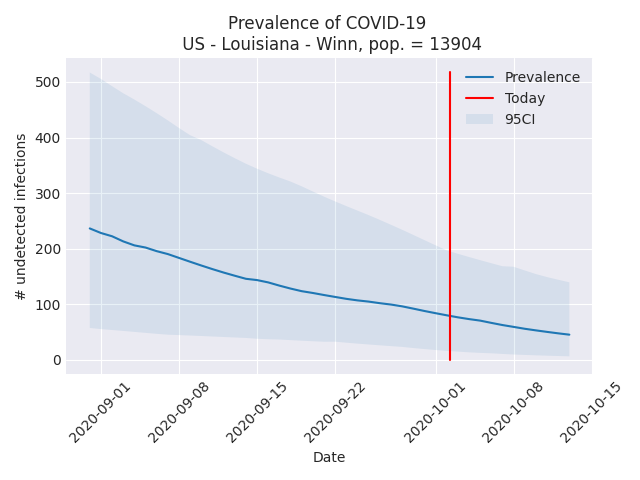 Prevalence of COVID-19
US - Louisiana - Winn, pop. = 13904
Prevalence
Today
95CI
# undetected infections
500
400
300
200
100
0
2020-09-01
2020-09-08
2020-09-15
2020-09-22
2020-10-01
2020-10-08
2020-10-15
Date